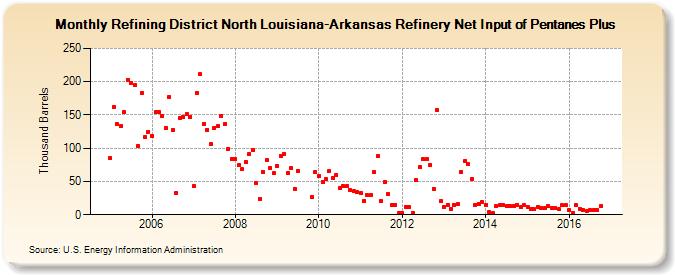 Monthly Refining District North Louisiana-Arkansas Refinery Net Input of Pentanes Plus
Thousand Barrels
250
200
150
100
50
0
2006 2008 2010 2012 2014 2016
Source: U.S. Energy Information Administration